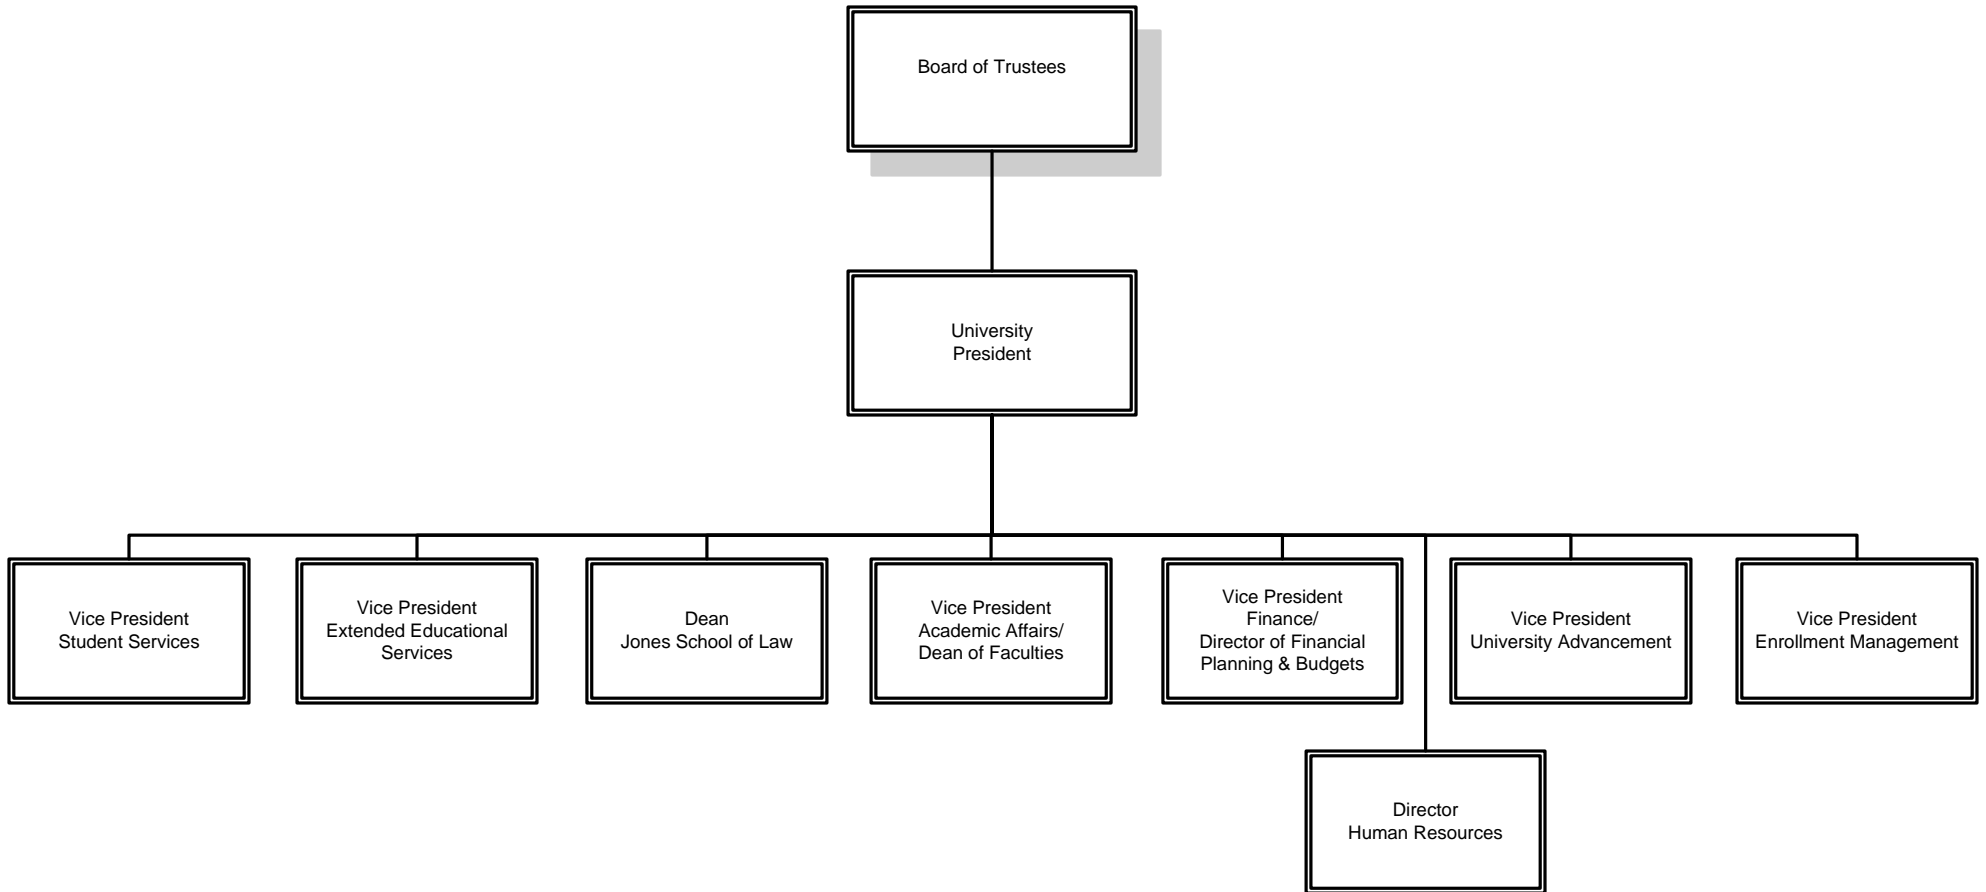 Board of Trustees
University
President
Vice President
Student Services
Vice President
Extended Educational
Services
Dean
Jones School of Law
Vice President
Academic Affairs/
Dean of Faculties
Vice President
Finance/
Director of Financial
Planning & Budgets
Vice President
University Advancement
Vice President
Enrollment Management
Director
Human Resources